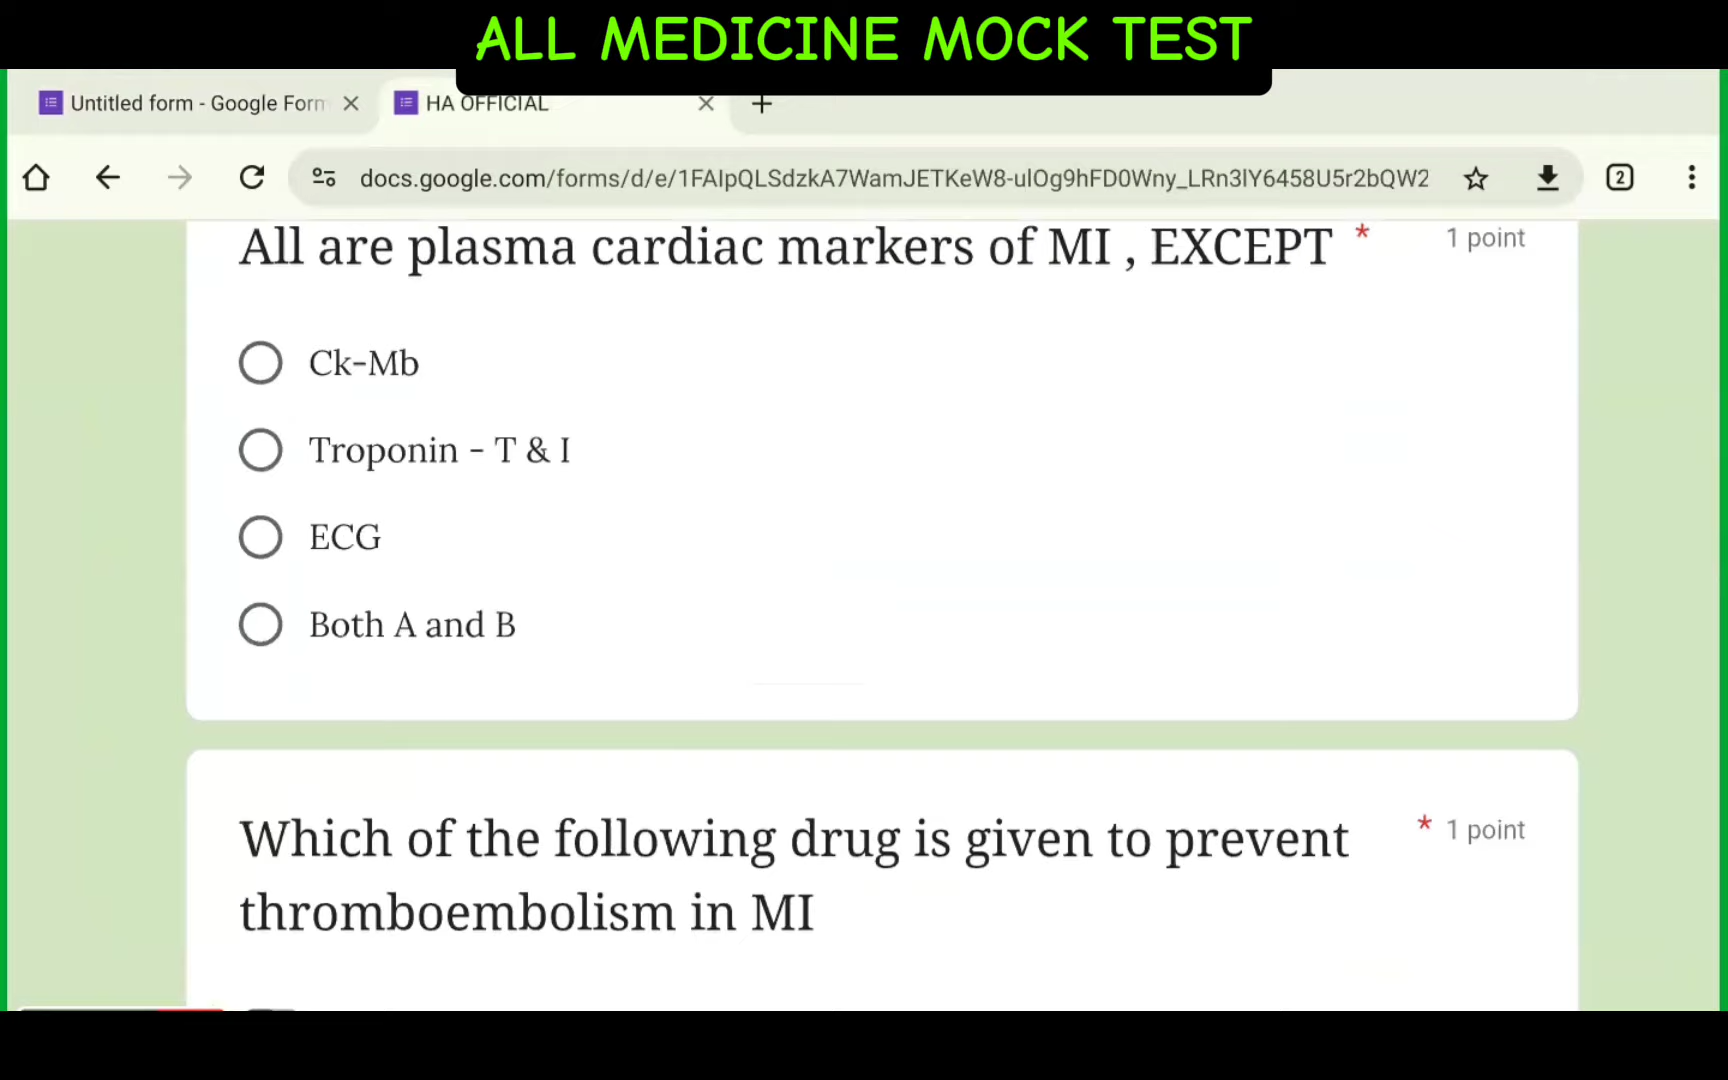 ALL MEDICINE MOCK TEST
Untitled form - Google Form
HA OFFICIAL
docs.google.com/forms/d/e/1FAIpQLSdzkA7WamJETKeW8-ulOg9hFD0Wny_LRn3lY6458U5r2bQW2
2
All are plasma cardiac markers of MI , EXCEPT * 1 point
Ck-Mb
Troponin - T & I
ECG
Both A and B
Which of the following drug is given to prevent * 1 point
thromboembolism in MI